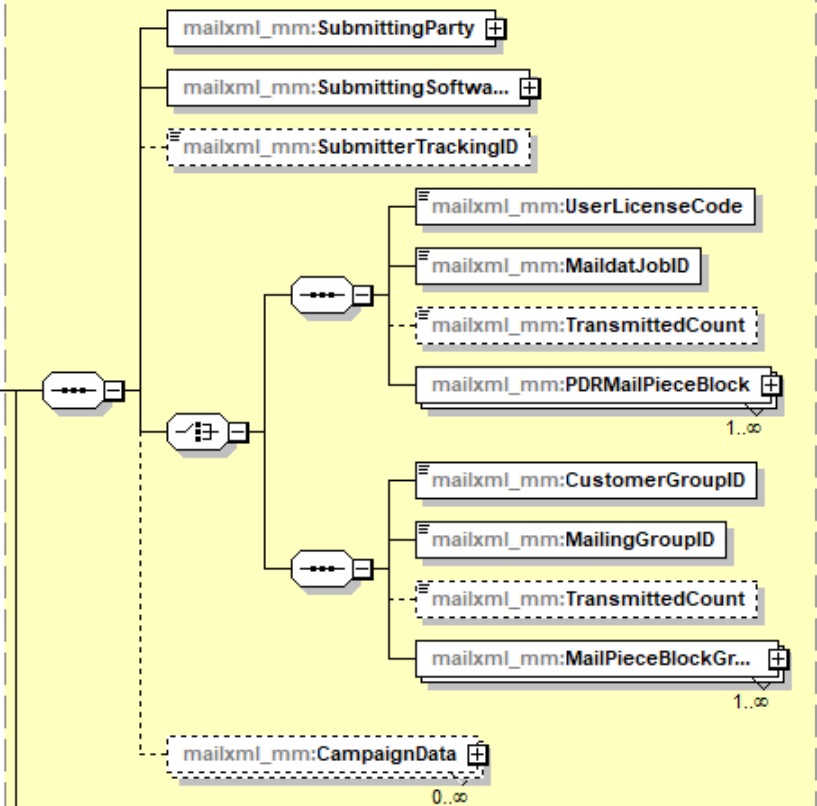 mailxml_mm:SubmittingParty
mailxml_mm:SubmittingSoftwa...
mailxml_mm:SubmitterTrackingID
mailxml_mm:UserLicenseCode
mailxml_mm:MaildatJobID
mailxml_mm:TransmittedCount
mailxml_mm:PDRMailPieceBlock
1..∞
mailxml_mm:CustomerGroupID
mailxml_mm:MailingGroupID
mailxml_mm:TransmittedCount
mailxml_mm:MailPieceBlockGr...
1..∞
mailxml_mm:CampaignData
0..∞